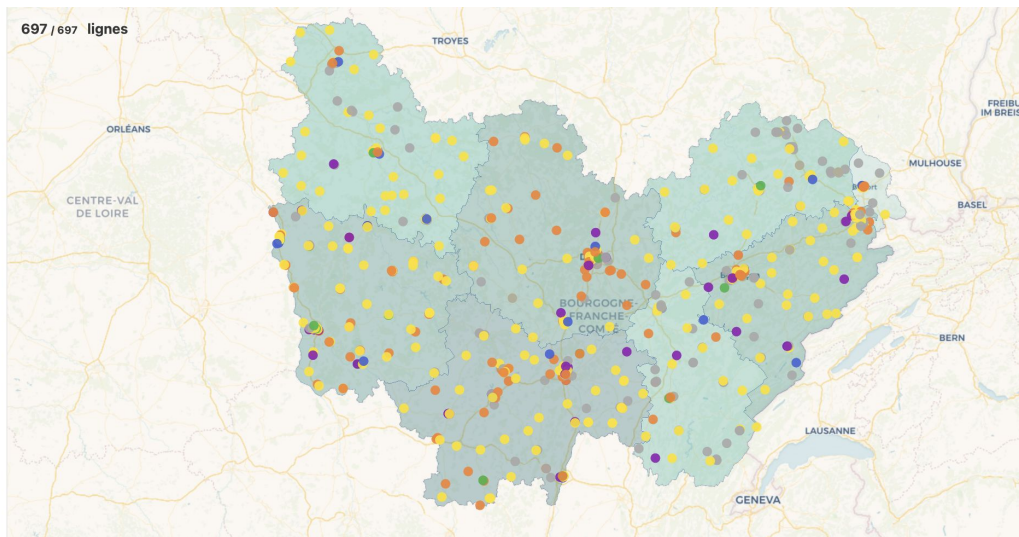 697 / 697 lignes
TROYES
FREIBU
IM BREIS
ORLÉANS
MULHOUSE
CENTRE-VAL
DE LOIRE
BASEL
BOURGOGNE-
FRANCHE-
BERN
LAUSANNE
GENEVA